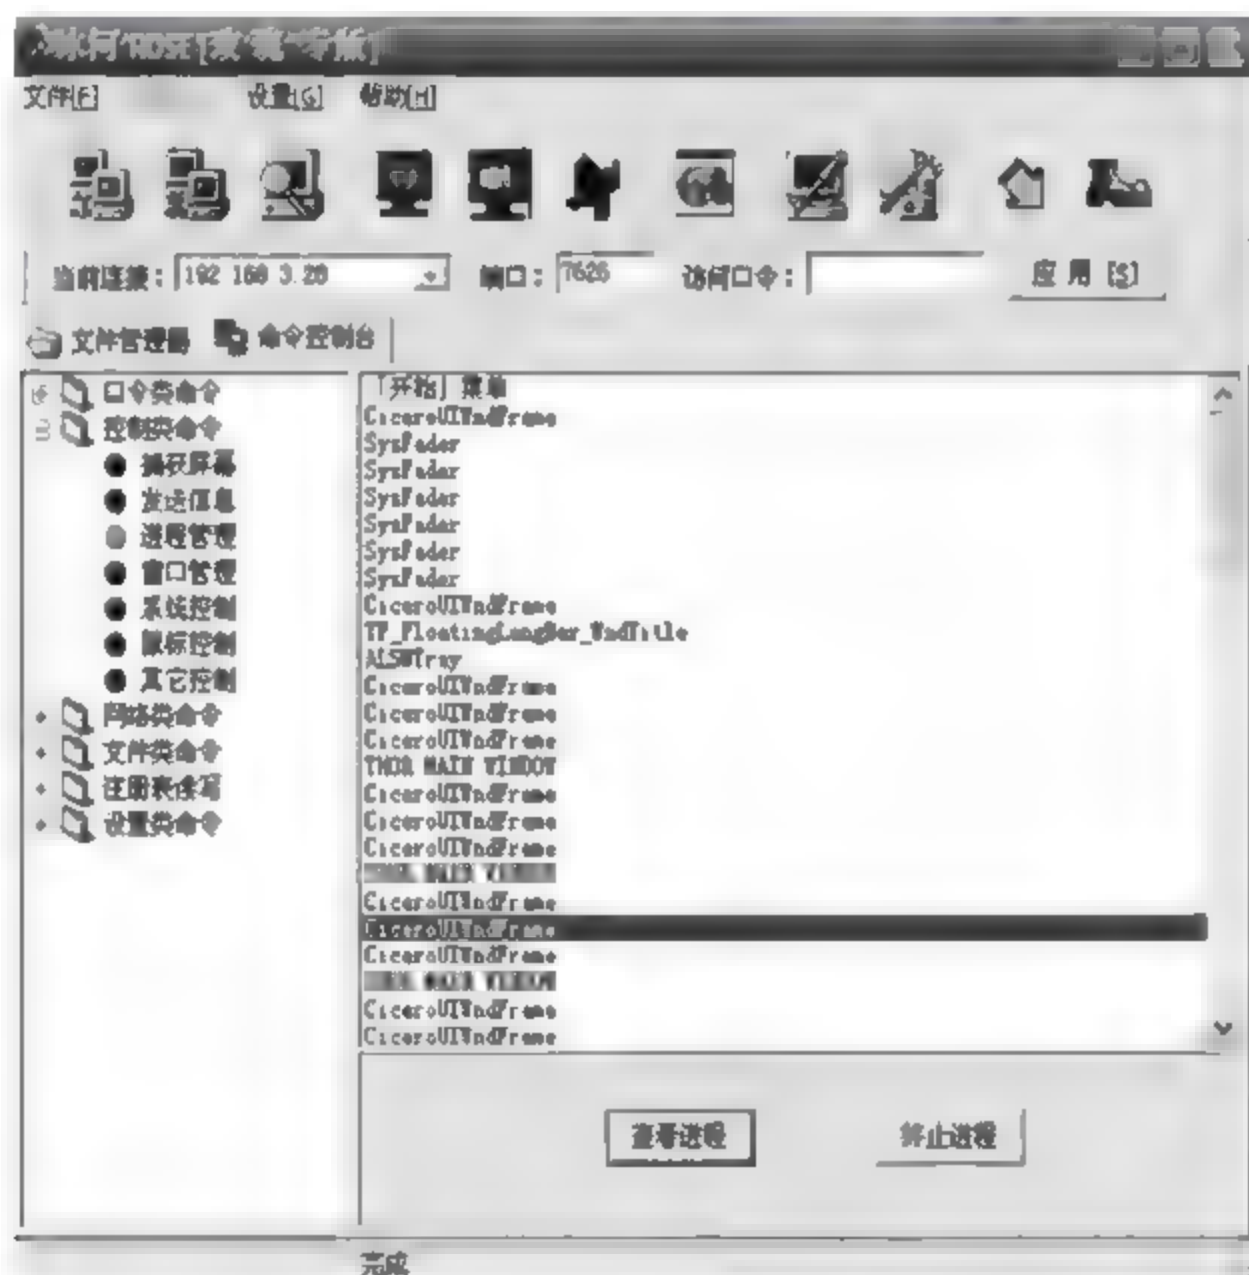 冰河 ROSE
文件[F] 设置[G] 帮助[H]
当前连接： 192 168 3.20 端口： 7626 访问口令： 应用[S]
文件管理器 命令控制台
口令类命令
控制类命令
捕获屏幕
发送信息
进程管理
窗口管理
系统控制
鼠标控制
其它控制
网络类命令
文件类命令
注册表读写
设置类命令
「开始」菜单
CiceroUIWndFrame
SysFader
SysFader
SysFader
SysFader
SysFader
SysFader
CiceroUIWndFrame
TF_FloatingLangBar_WndTitle
ALSWTray
CiceroUIWndFrame
CiceroUIWndFrame
CiceroUIWndFrame
THOR MAIN WINDOW
CiceroUIWndFrame
CiceroUIWndFrame
CiceroUIWndFrame
MAIN WINDOW
CiceroUIWndFrame
CiceroUIWndFrame
CiceroUIWndFrame
MAIN WINDOW
CiceroUIWndFrame
CiceroUIWndFrame
查看进程 终止进程
完成